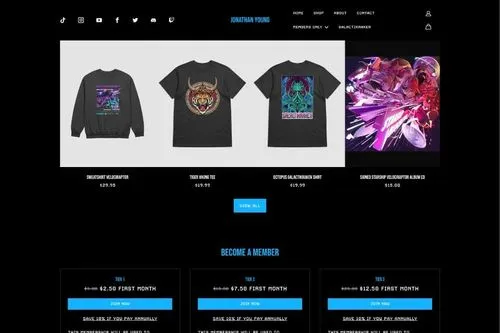 JONATHAN YOUNG
HOME SHOP ABOUT CONTACT
MEMBERS ONLY GALACTIKRAKEN
SWEATSHIRT VELOCIRAPTOR
$29.95
TIGER VIKING TEE
$19.99
OCTOPUS GALACTIKRAKEN SHIRT
$19.99
SIGNED STARSHIP VELOCIRAPTOR ALBUM CD
$15.00
VIEW ALL
BECOME A MEMBER
TIER 1
$5.00 $2.50 FIRST MONTH
JOIN NOW
SAVE 10% IF YOU PAY ANNUALLY
THIS MEMBERSHIP WILL BE USED TO
TIER 2
$15.00 $7.50 FIRST MONTH
JOIN NOW
SAVE 10% IF YOU PAY ANNUALLY
THIS MEMBERSHIP WILL BE USED TO
TIER 3
$25.00 $12.50 FIRST MONTH
JOIN NOW
SAVE 10% IF YOU PAY ANNUALLY
THIS MEMBERSHIP WILL BE USED TO